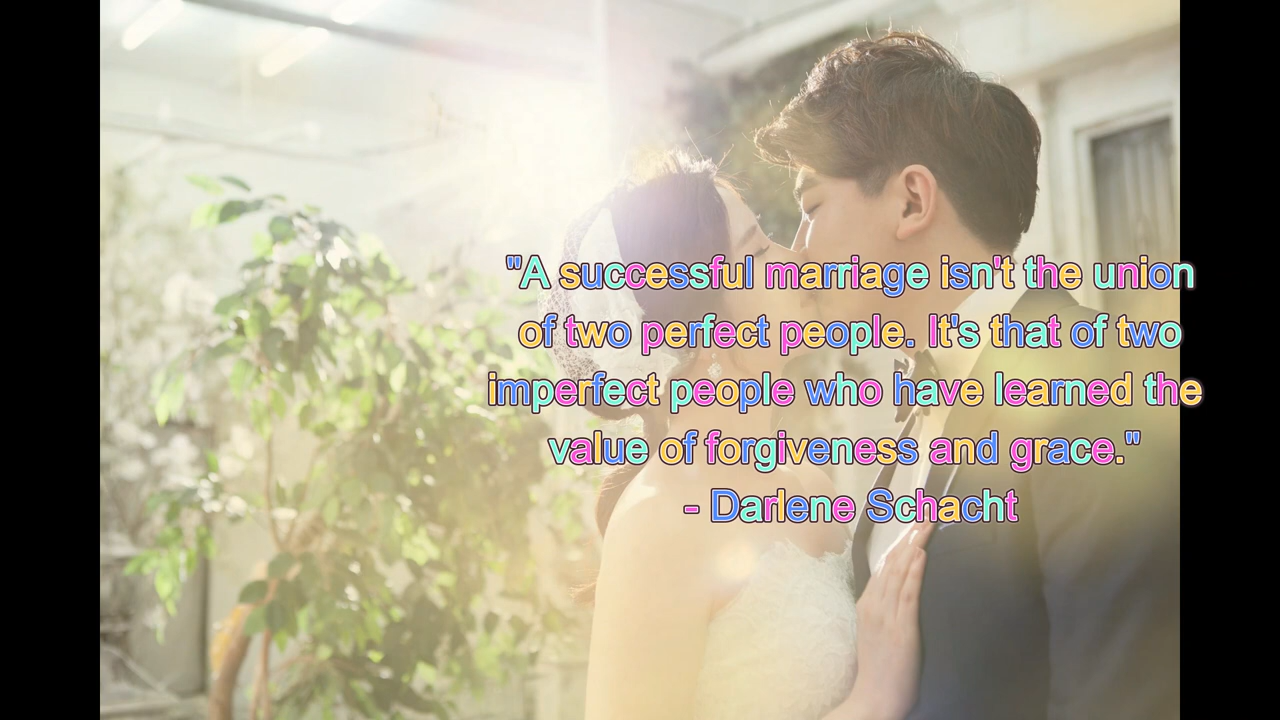 "A successful marriage isn't the union
of two perfect people. It's that of two
imperfect people who have learned the
value of forgiveness and grace."
- Darlene Schacht